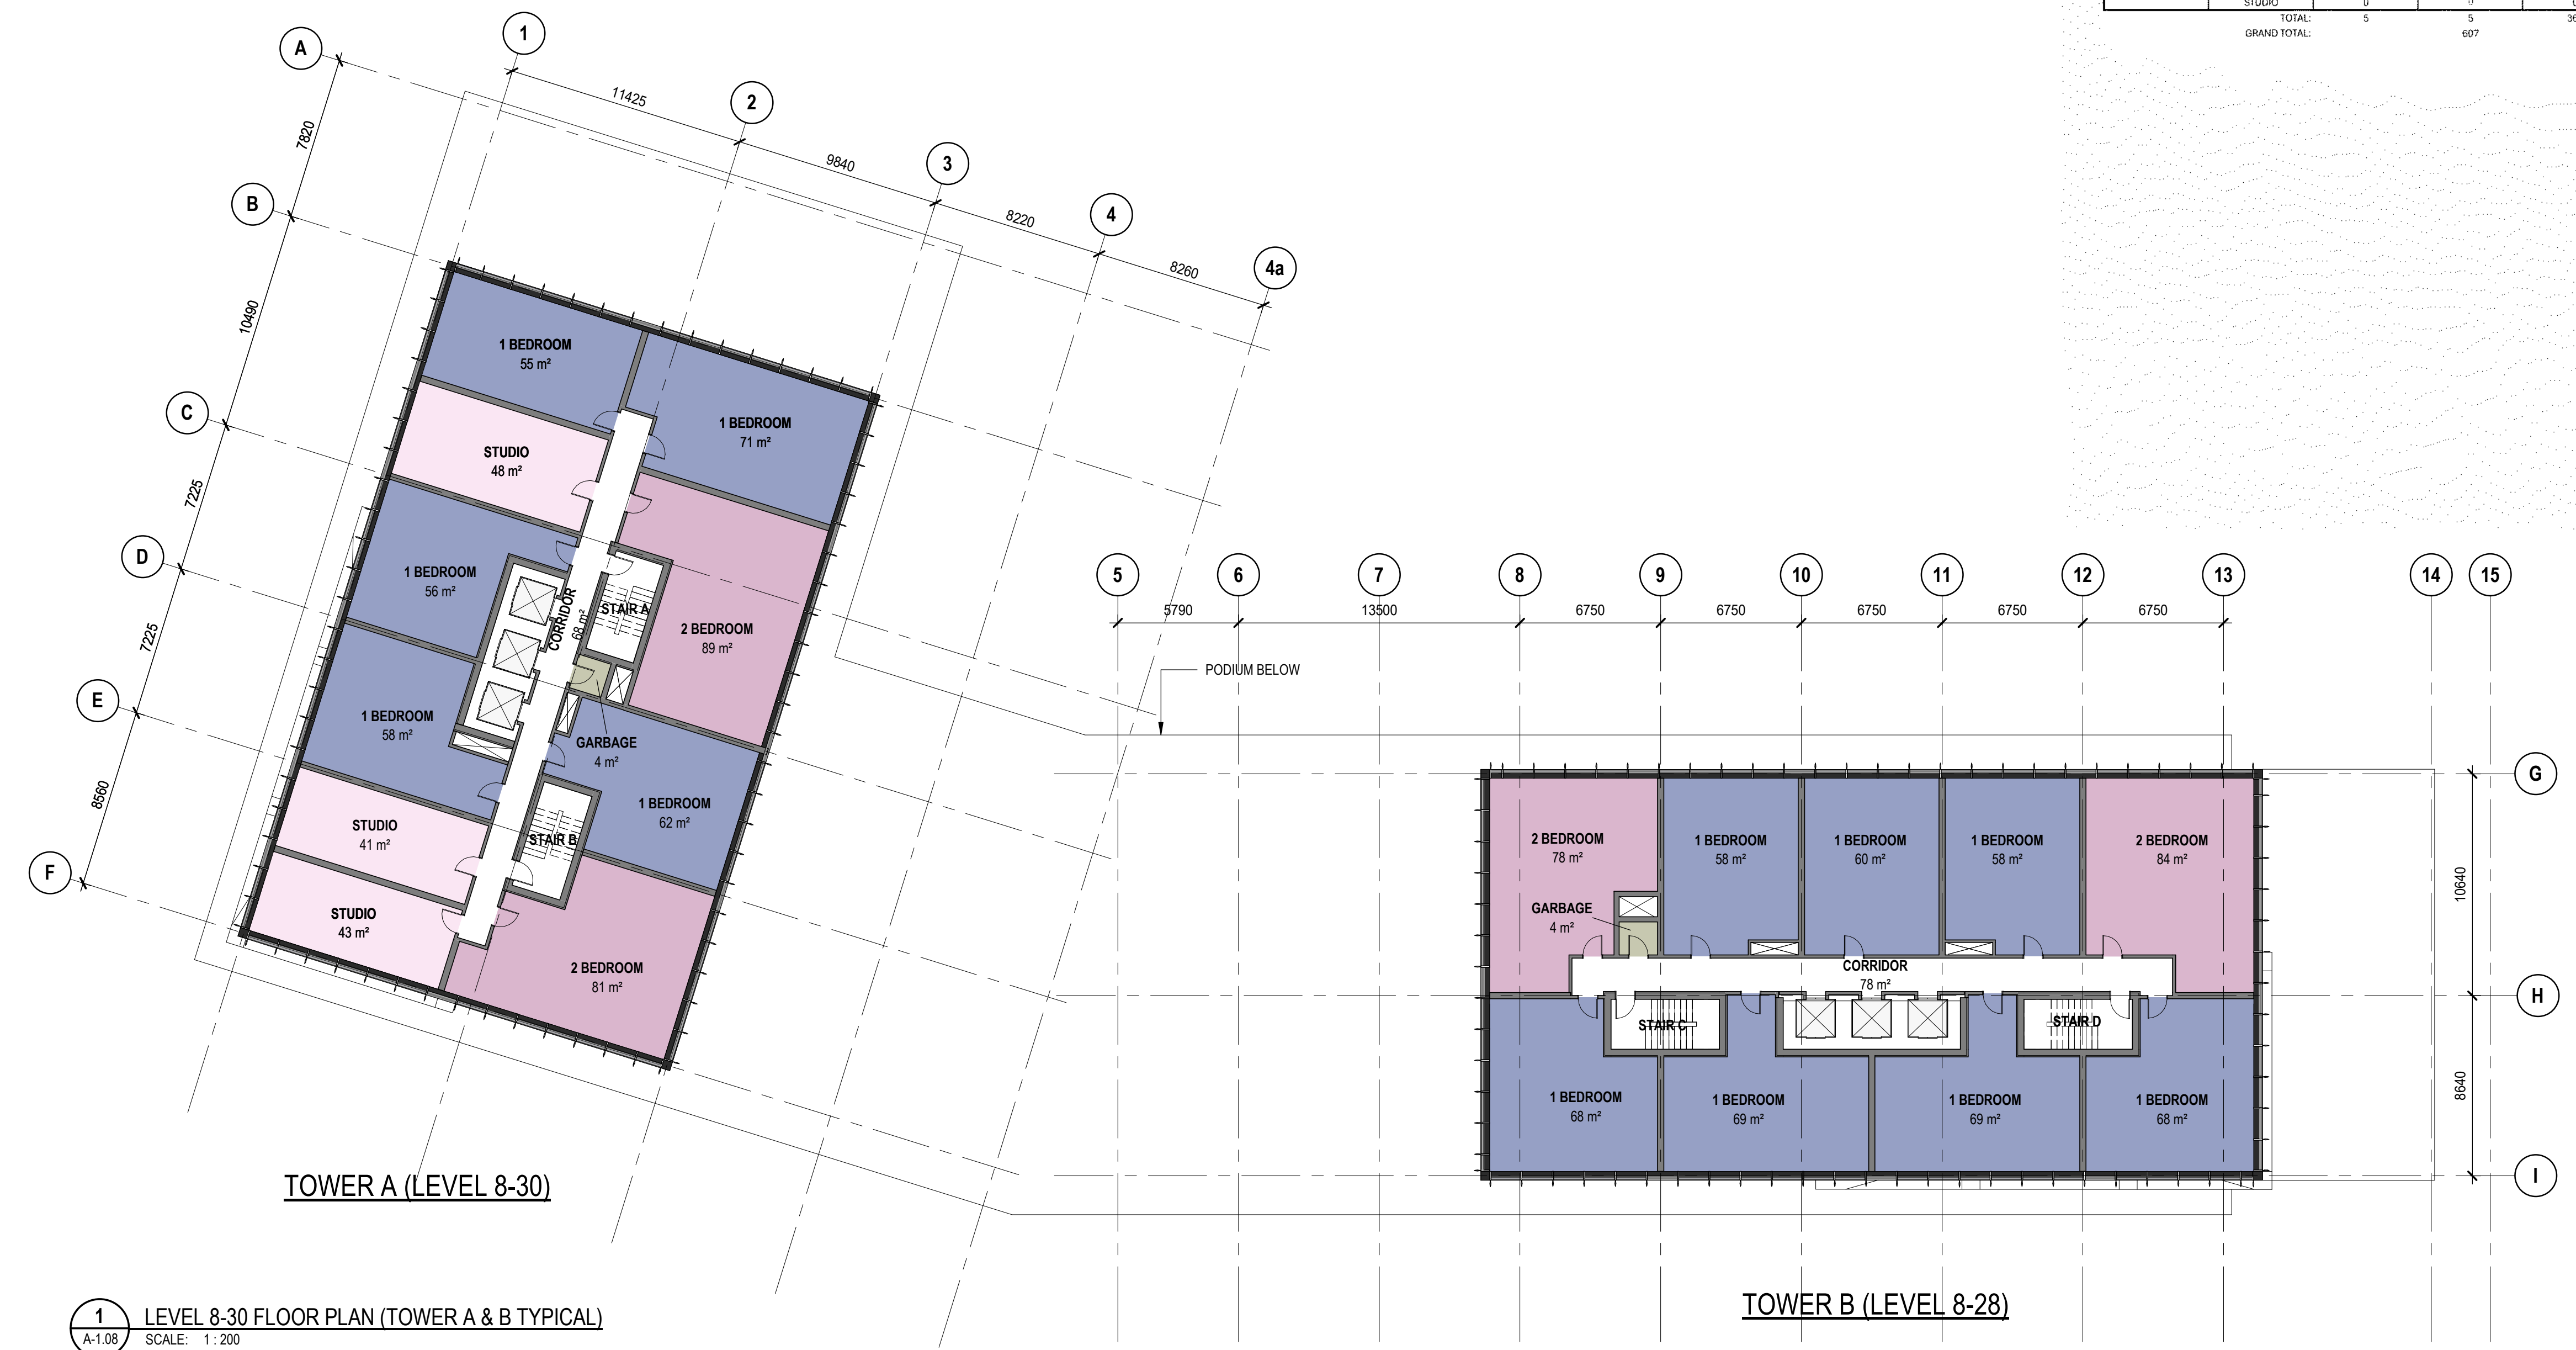 STUDIO 0 0
TOTAL: 5 5 36
GRAND TOTAL: 607
A
1
2
3
4
4a
B
C
D
E
F
11425
9840
8220
8260
7820
10490
7225
7225
8560
1 BEDROOM
55 m²
1 BEDROOM
71 m²
STUDIO
48 m²
1 BEDROOM
56 m²
CORRIDOR
68 m²
STAIR A
2 BEDROOM
89 m²
1 BEDROOM
58 m²
GARBAGE
4 m²
1 BEDROOM
62 m²
STUDIO
41 m²
STAIR B
STUDIO
43 m²
2 BEDROOM
81 m²
TOWER A (LEVEL 8-30)
5
6
7
8
9
10
11
12
13
14
15
5790
13500
6750
6750
6750
6750
6750
PODIUM BELOW
G
H
I
10640
8640
2 BEDROOM
78 m²
1 BEDROOM
58 m²
1 BEDROOM
60 m²
1 BEDROOM
58 m²
2 BEDROOM
84 m²
GARBAGE
4 m²
CORRIDOR
78 m²
STAIR C
STAIR D
1 BEDROOM
68 m²
1 BEDROOM
69 m²
1 BEDROOM
69 m²
1 BEDROOM
68 m²
TOWER B (LEVEL 8-28)
1
A-1.08
LEVEL 8-30 FLOOR PLAN (TOWER A & B TYPICAL)
SCALE: 1 : 200